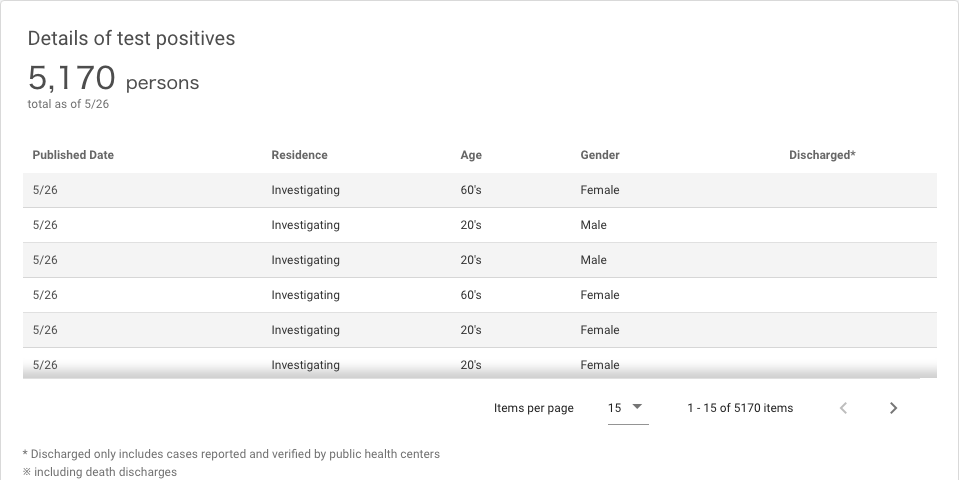 Details of test positives
5,170 persons
total as of 5/26
Published Date Residence Age Gender Discharged*
5/26 Investigating 60's Female
5/26 Investigating 20's Male
5/26 Investigating 20's Male
5/26 Investigating 60's Female
5/26 Investigating 20's Female
5/26 Investigating 20's Female
Items per page 15 1 - 15 of 5170 items
* Discharged only includes cases reported and verified by public health centers
※ including death discharges